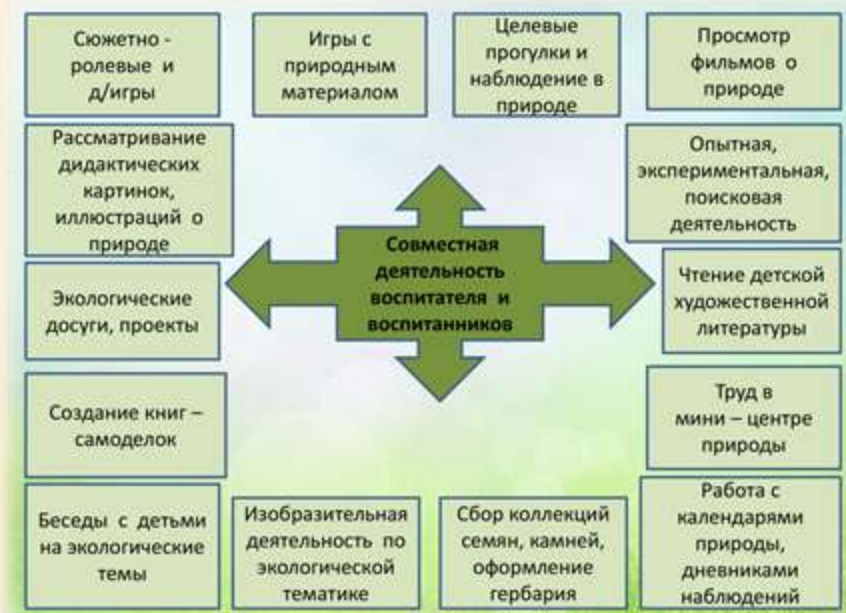 Сюжетно -
ролевые и
д/игры
Игры с
природным
материалом
Целевые
прогулки и
наблюдение в
природе
Просмотр
фильмов о
природе
Рассматривание
дидактических
картинок,
иллюстраций о
природе
Опытная,
экспериментальная,
поисковая
деятельность
Совместная
деятельность
воспитателя и
воспитанников
Экологические
досуги, проекты
Чтение детской
художественной
литературы
Создание книг –
самоделок
Труд в
мини – центре
природы
Беседы с детьми
на экологические
темы
Изобразительная
деятельность по
экологической
тематике
Сбор коллекций
семян, камней,
оформление
гербария
Работа с
календарями
природы,
дневниками
наблюдений